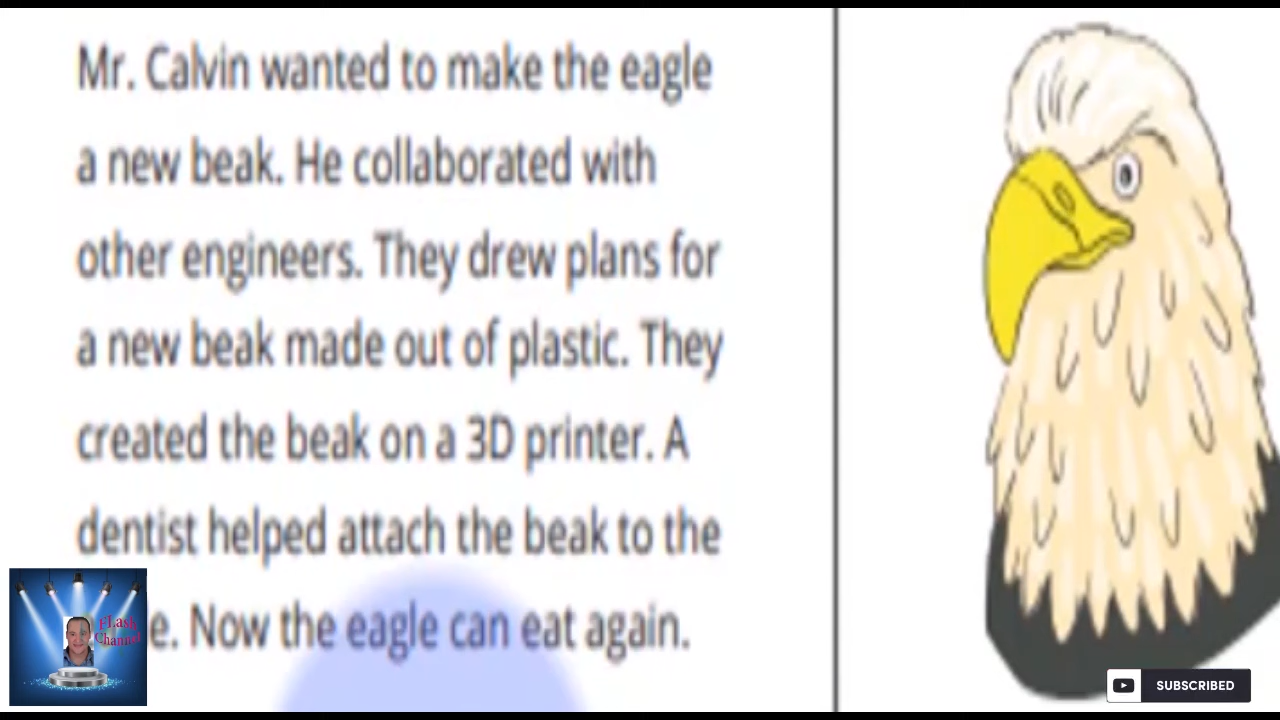 Mr. Calvin wanted to make the eagle
a new beak. He collaborated with
other engineers. They drew plans for
a new beak made out of plastic. They
created the beak on a 3D printer. A
dentist helped attach the beak to the
e. Now the eagle can eat again.
FLash
Channel
SUBSCRIBED